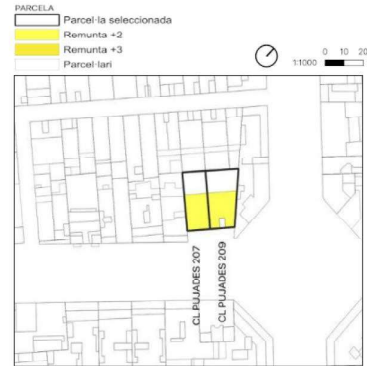 PARCELA
Parcel·la seleccionada
Remunta +2
Remunta +3
Parcel·lari
0 10 20
1:1000
CL PUJADES 207
CL PUJADES 209